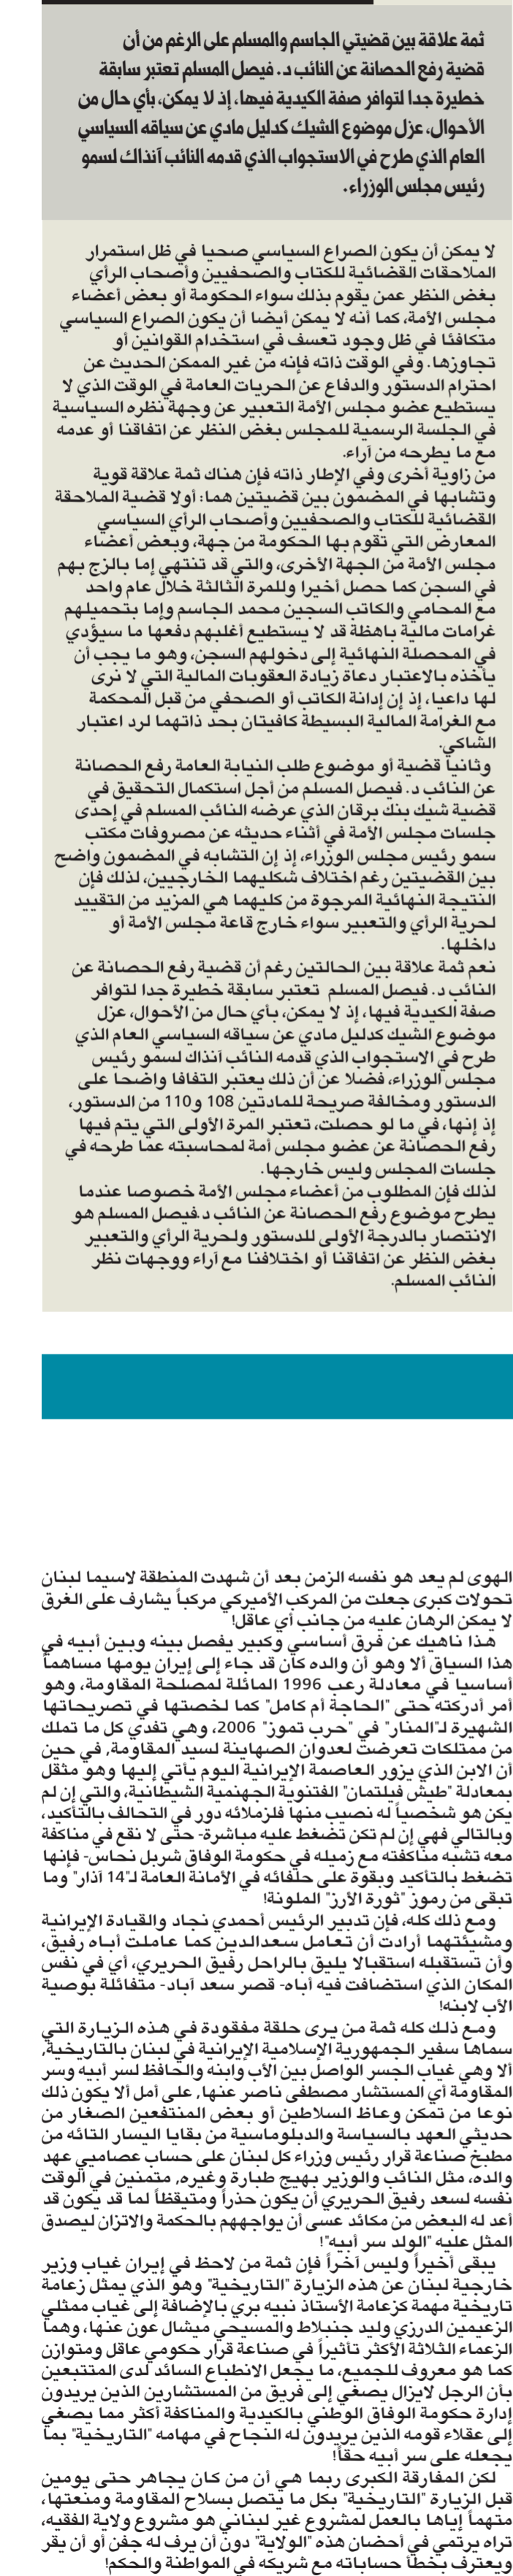 ثمة علاقة بين قضيتي الجاسم والمسلم على الرغم من أن
قضية رفع الحصانة عن النائب د. فيصل المسلم تعتبر سابقة
خطيرة جدا لتوافر صفة الكيدية فيها، إذ لا يمكن، بأي حال من
الأحوال، عزل موضوع الشيك كدليل مادي عن سياقه السياسي
العام الذي طرح في الاستجواب الذي قدمه النائب آنذاك لسمو
رئيس مجلس الوزراء.
لا يمكن أن يكون الصراع السياسي صحيا في ظل استمرار
الملاحقات القضائية للكتاب والصحفيين وأصحاب الرأي
بغض النظر عمن يقوم بذلك سواء الحكومة أو بعض أعضاء
مجلس الأمة، كما أنه لا يمكن أيضا أن يكون الصراع السياسي
متكافئا في ظل وجود تعسف في استخدام القوانين أو
تجاوزها. وفي الوقت ذاته فإنه من غير الممكن الحديث عن
احترام الدستور والدفاع عن الحريات العامة في الوقت الذي لا
يستطيع عضو مجلس الأمة التعبير عن وجهة نظره السياسية
في الجلسة الرسمية للمجلس بغض النظر عن اتفاقنا أو عدمه
مع ما يطرحه من آراء.
من زاوية أخرى وفي الإطار ذاته فإن هناك ثمة علاقة قوية
وتشابها في المضمون بين قضيتين هما: أولا قضية الملاحقة
القضائية للكتاب والصحفيين وأصحاب الرأي السياسي
المعارض التي تقوم بها الحكومة من جهة، وبعض أعضاء
مجلس الأمة من الجهة الأخرى، والتي قد تنتهي إما بالزج بهم
في السجن كما حصل أخيرا وللمرة الثالثة خلال عام واحد
مع المحامي والكاتب السجين محمد الجاسم وإما بتحميلهم
غرامات مالية باهظة قد لا يستطيع أغلبهم دفعها ما سيؤدي
في المحصلة النهائية إلى دخولهم السجن، وهو ما يجب أن
يأخذه بالاعتبار دعاة زيادة العقوبات المالية التي لا نرى
لها داعيا، إذ إن إدانة الكاتب أو الصحفي من قبل المحكمة
مع الغرامة المالية البسيطة كافيتان بحد ذاتهما لرد اعتبار
الشاكي.
وثانيا قضية أو موضوع طلب النيابة العامة رفع الحصانة
عن النائب د. فيصل المسلم من أجل استكمال التحقيق في
قضية شيك بنك برقان الذي عرضه النائب المسلم في إحدى
جلسات مجلس الأمة في أثناء حديثه عن مصروفات مكتب
سمو رئيس مجلس الوزراء، إذ إن التشابه في المضمون واضح
بين القضيتين رغم اختلاف شكليهما الخارجيين، لذلك فإن
النتيجة النهائية المرجوة من كليهما هي المزيد من التقييد
لحرية الرأي والتعبير سواء خارج قاعة مجلس الأمة أو
داخلها.
نعم ثمة علاقة بين الحالتين رغم أن قضية رفع الحصانة عن
النائب د. فيصل المسلم تعتبر سابقة خطيرة جدا لتوافر
صفة الكيدية فيها، إذ لا يمكن، بأي حال من الأحوال، عزل
موضوع الشيك كدليل مادي عن سياقه السياسي العام الذي
طرح في الاستجواب الذي قدمه النائب آنذاك لسمو رئيس
مجلس الوزراء، فضلا عن أن ذلك يعتبر التفافا واضحا على
الدستور ومخالفة صريحة للمادتين 108 و110 من الدستور،
إذ إنها، في ما لو حصلت، تعتبر المرة الأولى التي يتم فيها
رفع الحصانة عن عضو مجلس أمة لمحاسبته عما طرحه في
جلسات المجلس وليس خارجها.
لذلك فإن المطلوب من أعضاء مجلس الأمة خصوصا عندما
يطرح موضوع رفع الحصانة عن النائب د.فيصل المسلم هو
الانتصار بالدرجة الأولى للدستور ولحرية الرأي والتعبير
بغض النظر عن اتفاقنا أو اختلافنا مع آراء ووجهات نظر
النائب المسلم.
الهوى لم يعد هو نفسه الزمن بعد أن شهدت المنطقة لاسيما لبنان
تحولات كبرى جعلت من المركب الأميركي مركباً يشارف على الغرق
لا يمكن الرهان عليه من جانب أي عاقل!
هذا ناهيك عن فرق أساسي وكبير يفصل بينه وبين أبيه في
هذا السياق ألا وهو أن والده كان قد جاء إلى إيران يومها مساهماً
أساسيا في معادلة رعب 1996 المائلة لمصلحة المقاومة، وهو
أمر أدركته حتى "الحاجة أم كامل" كما لخصتها في تصريحاتها
الشهيرة لـ"المنار" في "حرب تموز" 2006، وهي تفدي كل ما تملك
من ممتلكات تعرضت لعدوان الصهاينة لسيد المقاومة, في حين
أن الابن الذي يزور العاصمة الإيرانية اليوم يأتي إليها وهو مثقل
بمعادلة "طبش فيلتمان" الفتنوية الجهنمية الشيطانية، والتي إن لم
يكن هو شخصياً له نصيب منها فلزملائه دور في التحالف بالتأكيد،
وبالتالي فهي إن لم تكن تضغط عليه مباشرة- حتى لا نقع في مناكفة
معه تشبه مناكفته مع زميله في حكومة الوفاق شربل نحاس- فإنها
تضغط بالتأكيد وبقوة على حلفائه في الأمانة العامة لـ"14 آذار" وما
تبقى من رموز "ثورة الأرز" الملونة!
ومع ذلك كله، فإن تدبير الرئيس أحمدي نجاد والقيادة الإيرانية
ومشيئتهما أرادت أن تعامل سعدالدين كما عاملت أباه رفيق،
وأن تستقبله استقبالا يليق بالراحل رفيق الحريري، أي في نفس
المكان الذي استضافت فيه أباه- قصر سعد آباد- متفائلة بوصية
الأب لابنه!
ومع ذلك كله ثمة من يرى حلقة مفقودة في هذه الزيارة التي
سماها سفير الجمهورية الإسلامية الإيرانية في لبنان بالتاريخية,
ألا وهي غياب الجسر الواصل بين الأب وابنه والحافظ لسر أبيه وسر
المقاومة أي المستشار مصطفى ناصر عنها, على أمل ألا يكون ذلك
نوعا من تمكن وعاظ السلاطين أو بعض المنتفعين الصغار من
حديثي العهد بالسياسة والدبلوماسية من بقايا اليسار التائه من
مطبخ صناعة قرار رئيس وزراء كل لبنان على حساب عصاميي عهد
والده، مثل النائب والوزير بهيج طبارة وغيره, متمنين في الوقت
نفسه لسعد رفيق الحريري أن يكون حذراً ومتيقظاً لما قد يكون قد
أعد له البعض من مكائد عسى أن يواجههم بالحكمة والاتزان ليصدق
المثل عليه "الولد سر أبيه"!
يبقى أخيراً وليس آخراً فإن ثمة من لاحظ في إيران غياب وزير
خارجية لبنان عن هذه الزيارة "التاريخية" وهو الذي يمثل زعامة
تاريخية مهمة كزعامة الأستاذ نبيه بري بالإضافة إلى غياب ممثلي
الزعيمين الدرزي وليد جنبلاط والمسيحي ميشال عون عنها، وهما
الزعماء الثلاثة الأكثر تأثيراً في صناعة قرار حكومي عاقل ومتوازن
كما هو معروف للجميع، ما يجعل الانطباع السائد لدى المتتبعين
بأن الرجل لايزال يصغي إلى فريق من المستشارين الذين يريدون
إدارة حكومة الوفاق الوطني بالكيدية والمناكفة أكثر مما يصغي
إلى عقلاء قومه الذين يريدون له النجاح في مهامه "التاريخية" بما
يجعله على سر أبيه حقاً!
لكن المفارقة الكبرى ربما هي أن من كان يجاهر حتى يومين
قبل الزيارة "التاريخية" بكل ما يتصل بسلاح المقاومة ومنعتها،
متهماً إياها بالعمل لمشروع غير لبناني هو مشروع ولاية الفقيه،
تراه يرتمي في أحضان هذه "الولاية" دون أن يرف له جفن أو أن يقر
ويعترف بخطأ حساباته مع شريكه في المواطنة والحكم!